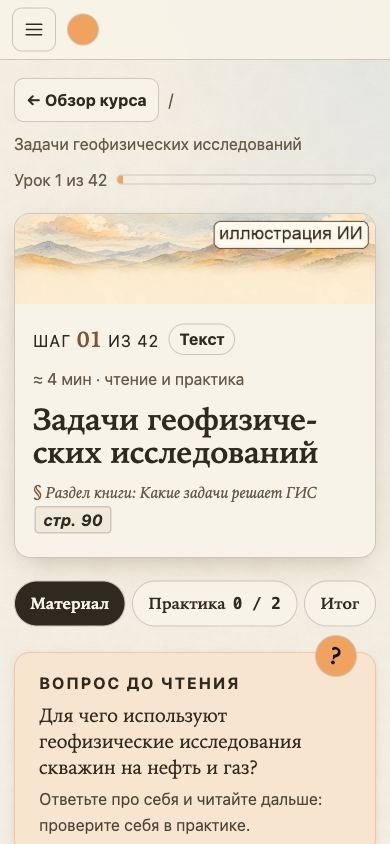 ← Обзор курса /
Задачи геофизических исследований
Урок 1 из 42
иллюстрация ИИ
ШАГ 01 ИЗ 42 Текст
≈ 4 мин · чтение и практика
Задачи геофизиче-
ских исследований
§ Раздел книги: Какие задачи решает ГИС
стр. 90
Материал Практика 0 / 2 Итог
?
ВОПРОС ДО ЧТЕНИЯ
Для чего используют
геофизические исследования
скважин на нефть и газ?
Ответьте про себя и читайте дальше:
проверите себя в практике.